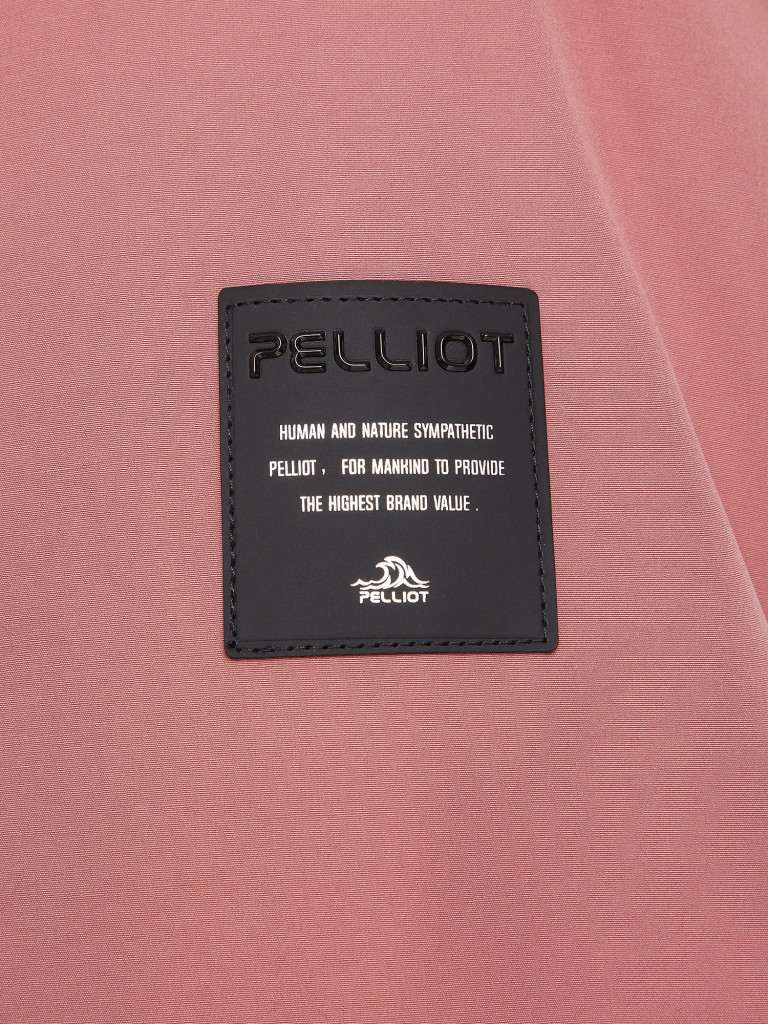 PELLIOT
HUMAN AND NATURE SYMPATHETIC
PELLIOT , FOR MANKIND TO PROVIDE
THE HIGHEST BRAND VALUE .
PELLIOT